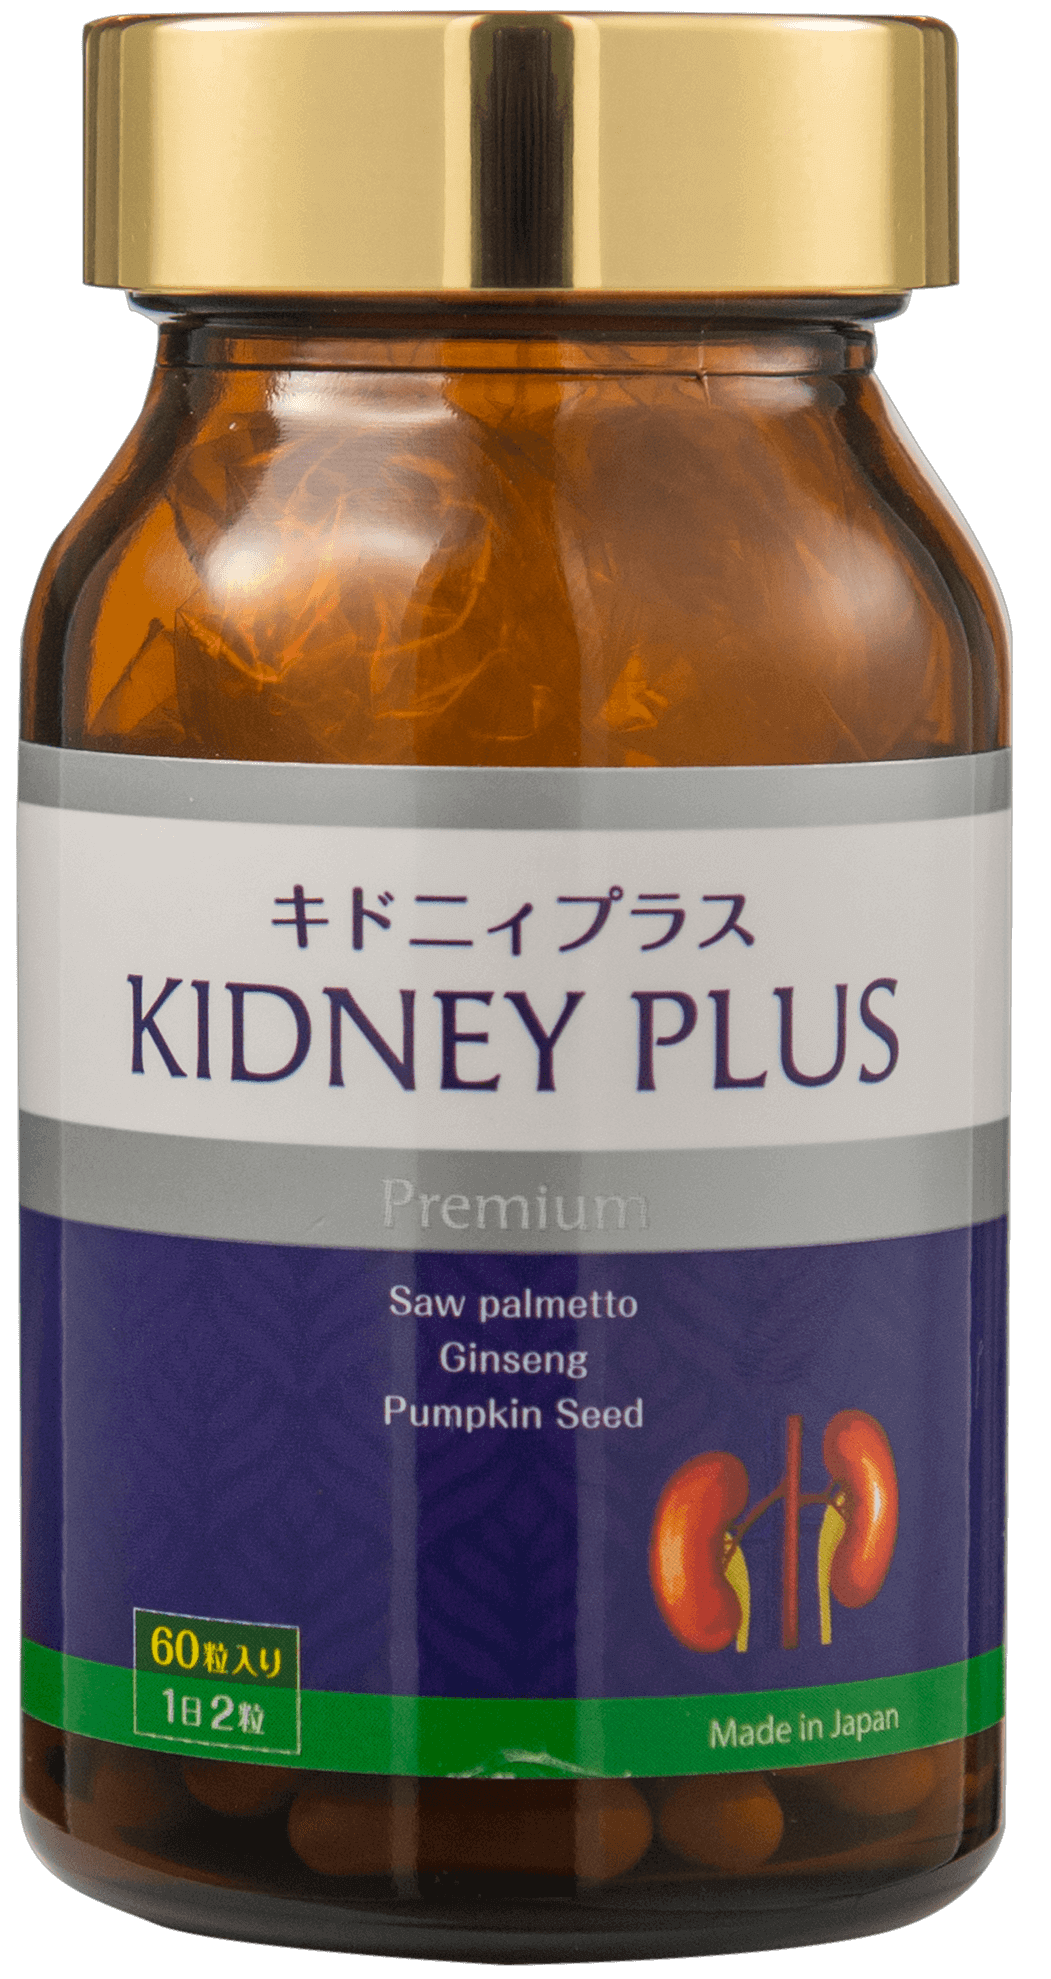 キドニィプラス
KIDNEY PLUS
Premium
Saw palmetto
Ginseng
Pumpkin Seed
60粒入り
1日2粒
Made in Japan